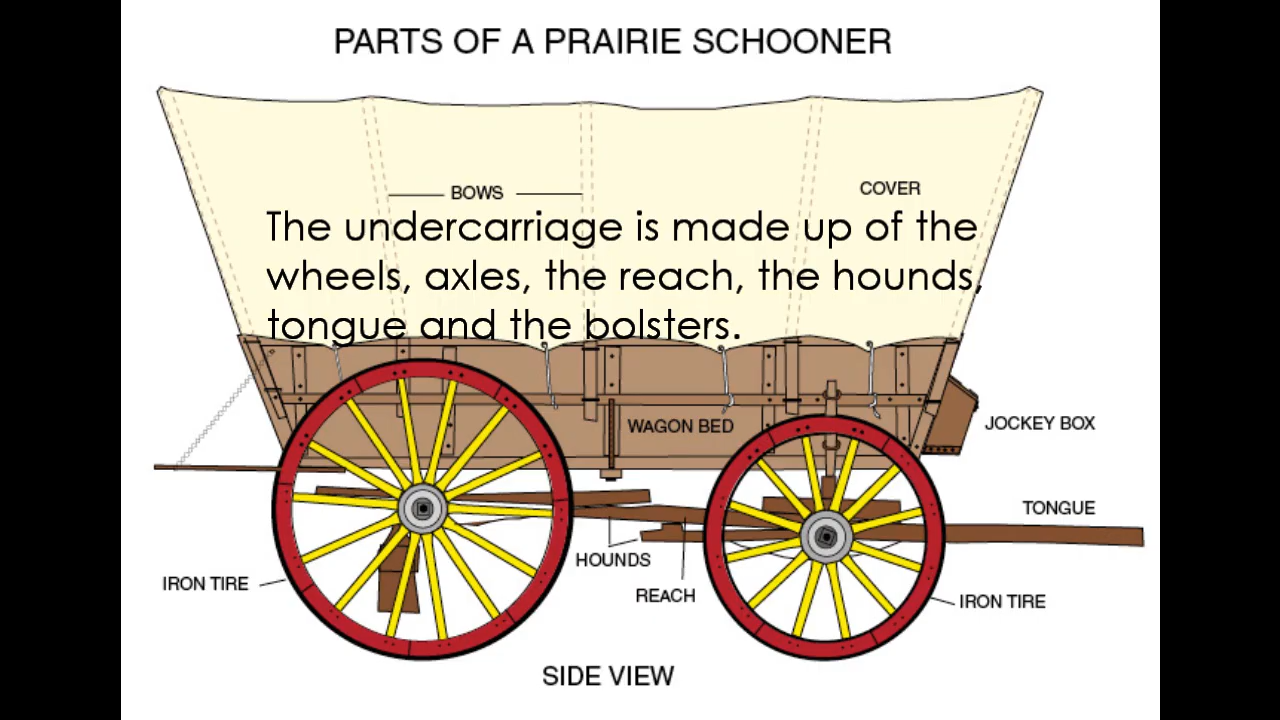 PARTS OF A PRAIRIE SCHOONER
BOWS
COVER
The undercarriage is made up of the
wheels, axles, the reach, the hounds,
tongue and the bolsters.
WAGON BED
JOCKEY BOX
TONGUE
HOUNDS
IRON TIRE
REACH
IRON TIRE
SIDE VIEW